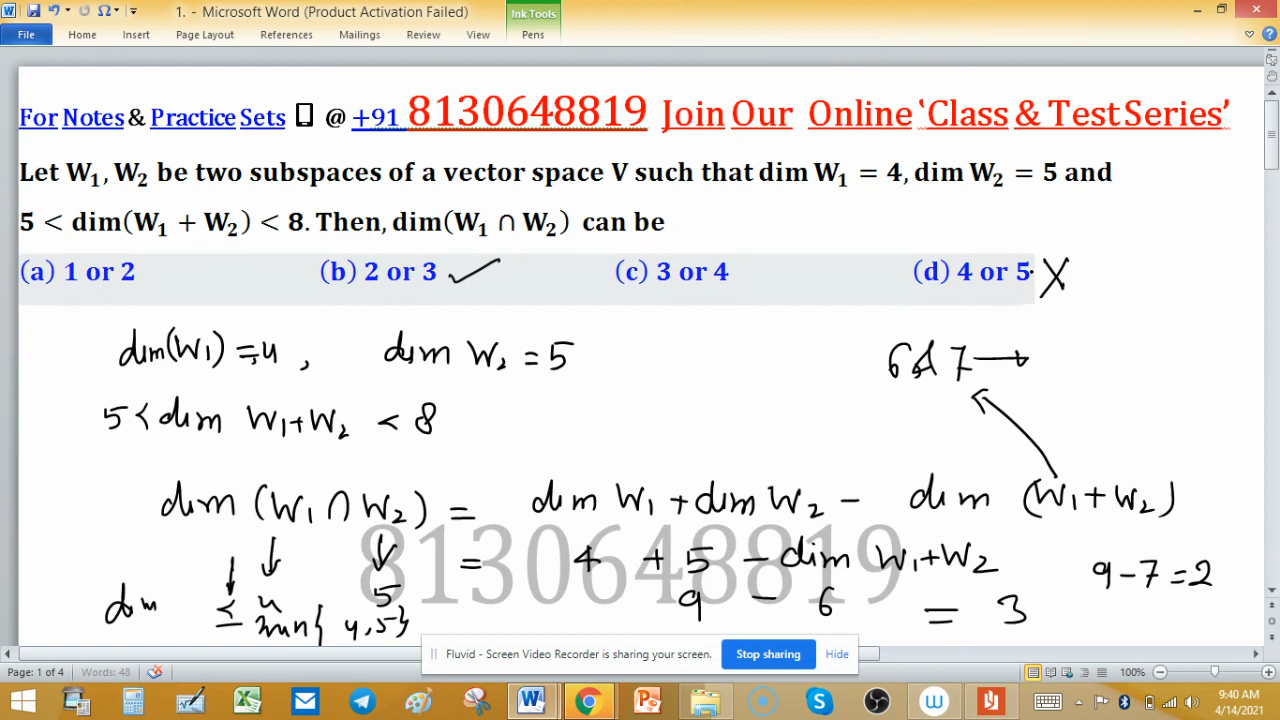 1. - Microsoft Word (Product Activation Failed)
Ink Tools
File Home Insert Page Layout References Mailings Review View Pens
For Notes & Practice Sets @ +91 8130648819 Join Our Online 'Class & Test Series'
Let W₁, W₂ be two subspaces of a vector space V such that dim W₁ = 4, dim W₂ = 5 and
5 < dim(W₁ + W₂) < 8. Then, dim(W₁ ∩ W₂) can be
(a) 1 or 2 (b) 2 or 3 (c) 3 or 4 (d) 4 or 5
dim(W1) = 4, dim W2 = 5
6 & 7
5 < dim W1+W2 < 8
dim (W1 ∩ W2) = dim W1 + dim W2 - dim (W1+W2)
8130648819
= 4 + 5 - dim W1+W2
9 - 7 = 2
4 5
9 - 6 = 3
dim ≤ min{ 4,5}
Fluvid - Screen Video Recorder is sharing your screen. Stop sharing Hide
Page: 1 of 4 Words: 48 100%
9:40 AM
4/14/2021